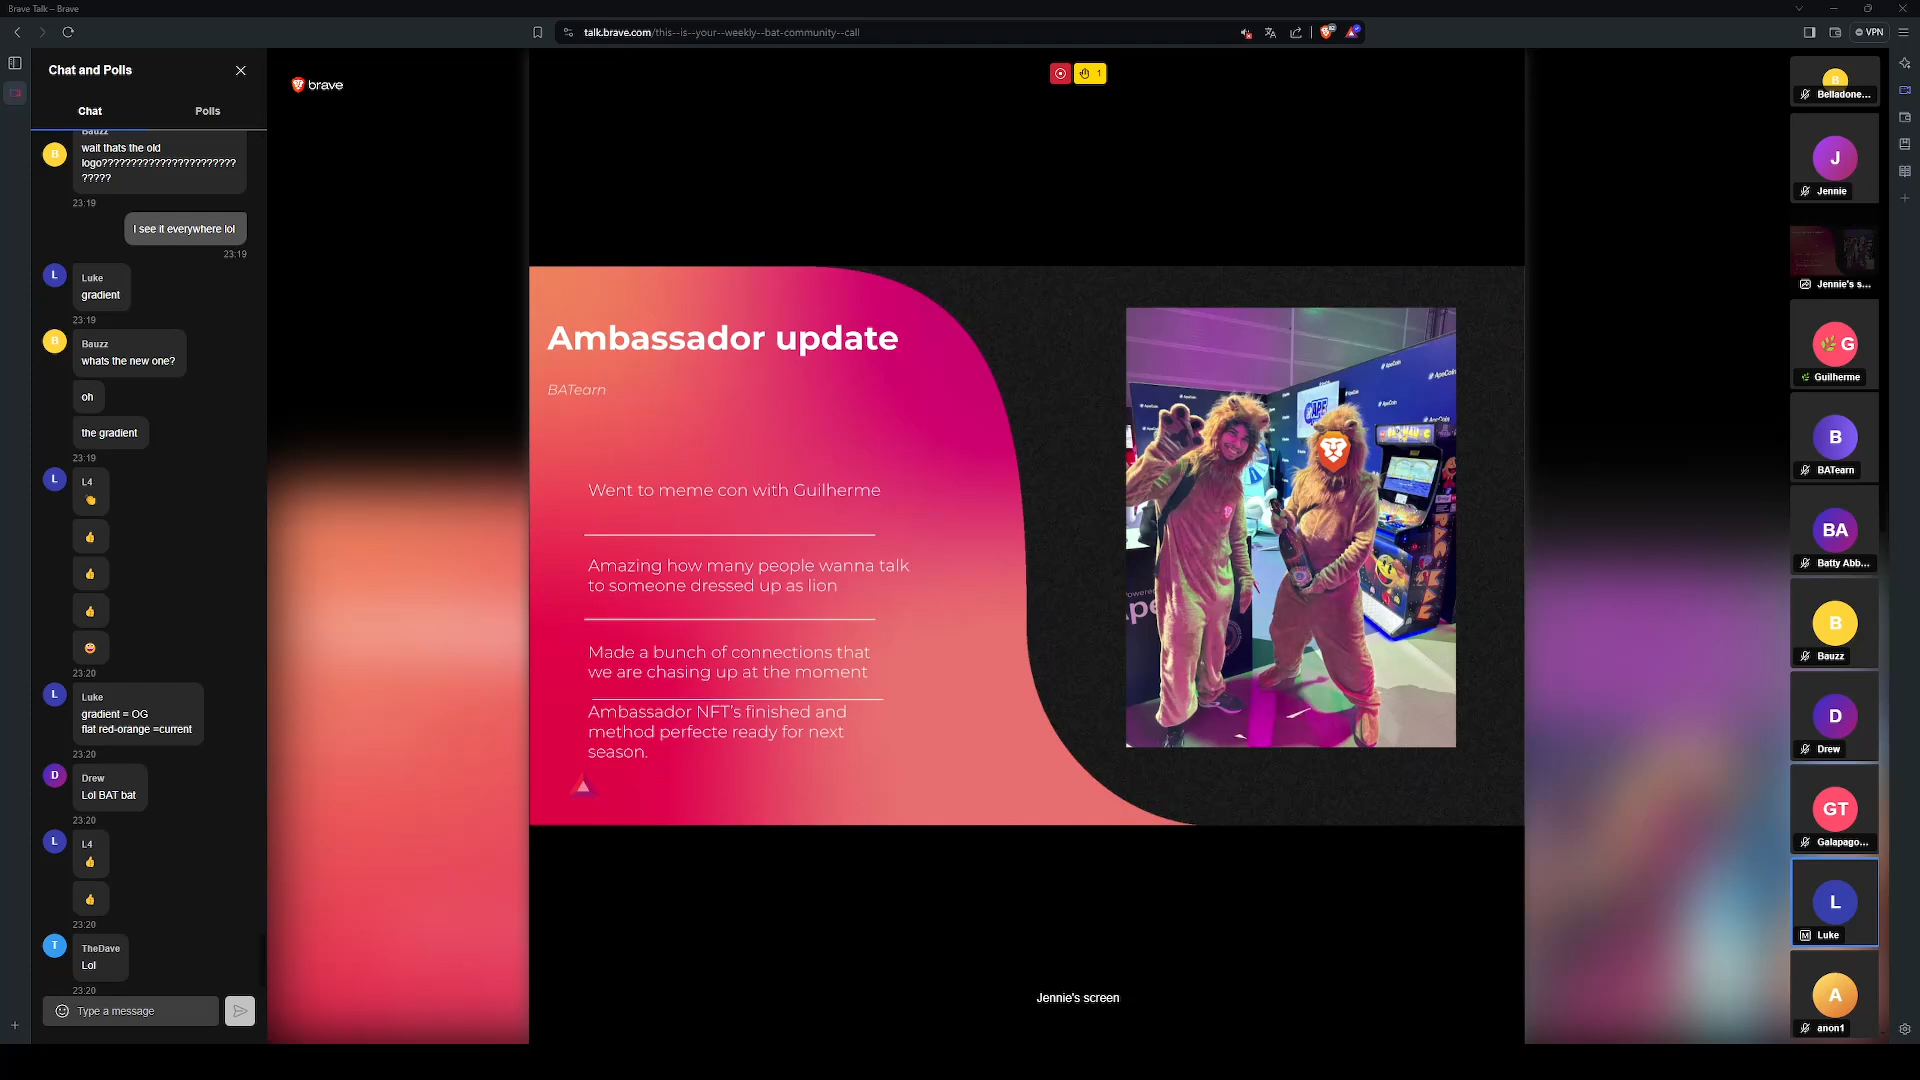 Brave Talk – Brave
talk.brave.com/this--is--your--weekly--bat-community--call
VPN
Chat and Polls
Chat
Polls
Bauzz
wait thats the old
logo???????????????????????
?????
23:19
I see it everywhere lol
23:19
Luke
gradient
23:19
Bauzz
whats the new one?
oh
the gradient
23:19
L4
23:20
Luke
gradient = OG
flat red-orange =current
23:20
Drew
Lol BAT bat
23:20
L4
23:20
TheDave
Lol
23:20
Type a message
brave
1
Ambassador update
BATearn
Went to meme con with Guilherme
Amazing how many people wanna talk
to someone dressed up as lion
Made a bunch of connections that
we are chasing up at the moment
Ambassador NFT's finished and
method perfecte ready for next
season.
ApeCoin
ApeCoin
ApeCoin
Jennie's screen
B
Belladone...
J
Jennie
Jennie's s...
G
Guilherme
B
BATearn
BA
Batty Abb...
B
Bauzz
D
Drew
GT
Galapago...
L
Luke
A
anon1